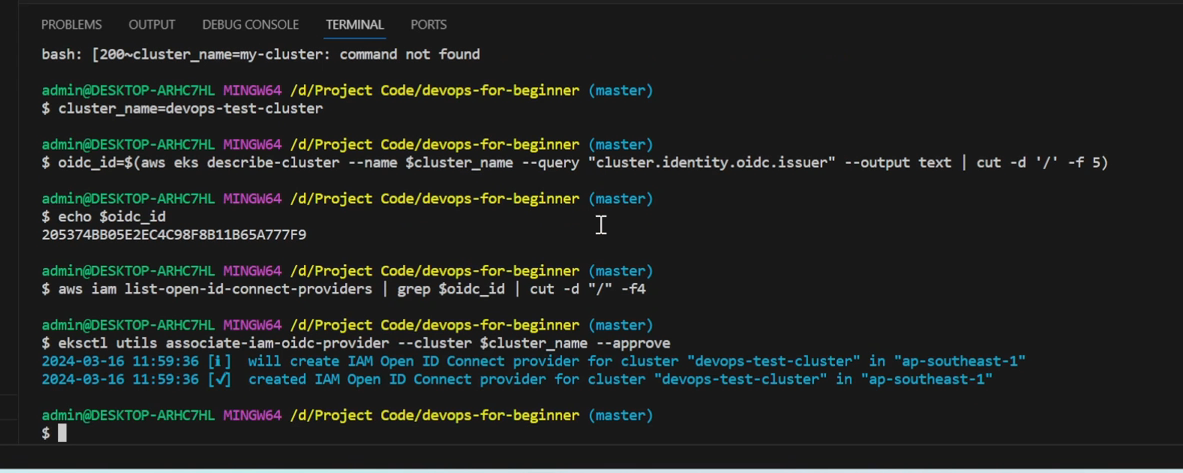 PROBLEMS OUTPUT DEBUG CONSOLE TERMINAL PORTS
bash: [200~cluster_name=my-cluster: command not found
admin@DESKTOP-ARHC7HL MINGW64 /d/Project Code/devops-for-beginner (master)
$ cluster_name=devops-test-cluster
admin@DESKTOP-ARHC7HL MINGW64 /d/Project Code/devops-for-beginner (master)
$ oidc_id=$(aws eks describe-cluster --name $cluster_name --query "cluster.identity.oidc.issuer" --output text | cut -d '/' -f 5)
admin@DESKTOP-ARHC7HL MINGW64 /d/Project Code/devops-for-beginner (master)
$ echo $oidc_id
205374BB05E2EC4C98F8B11B65A777F9
admin@DESKTOP-ARHC7HL MINGW64 /d/Project Code/devops-for-beginner (master)
$ aws iam list-open-id-connect-providers | grep $oidc_id | cut -d "/" -f4
admin@DESKTOP-ARHC7HL MINGW64 /d/Project Code/devops-for-beginner (master)
$ eksctl utils associate-iam-oidc-provider --cluster $cluster_name --approve
2024-03-16 11:59:36 [ℹ]  will create IAM Open ID Connect provider for cluster "devops-test-cluster" in "ap-southeast-1"
2024-03-16 11:59:36 [✔]  created IAM Open ID Connect provider for cluster "devops-test-cluster" in "ap-southeast-1"
admin@DESKTOP-ARHC7HL MINGW64 /d/Project Code/devops-for-beginner (master)
$